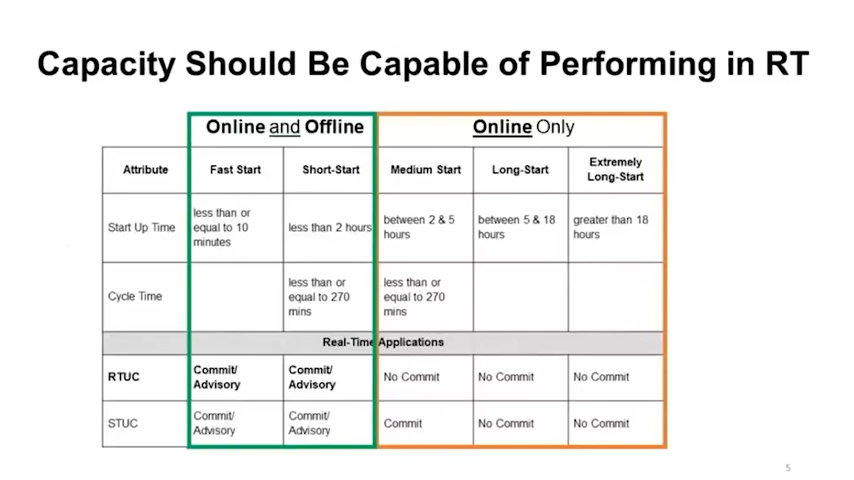 Capacity Should Be Capable of Performing in RT
Online and Offline
Online Only
Attribute
Fast Start
Short-Start
Medium Start
Long-Start
Extremely
Long-Start
Start Up Time
less than or
equal to 10
minutes
less than 2 hours
between 2 & 5
hours
between 5 & 18
hours
greater than 18
hours
Cycle Time
less than or
equal to 270
mins
less than or
equal to 270
mins
Real-Time Applications
RTUC
Commit/
Advisory
Commit/
Advisory
No Commit
No Commit
No Commit
STUC
Commit/
Advisory
Commit/
Advisory
Commit
No Commit
No Commit
5